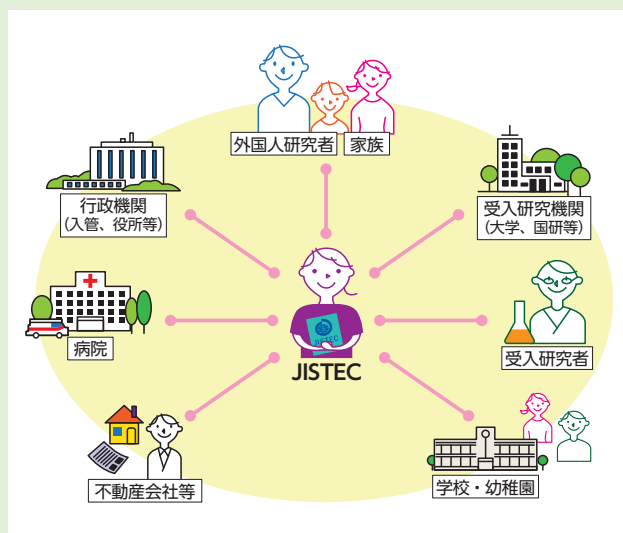 外国人研究者
家族
行政機関
(入管、役所等)
受入研究機関
(大学、国研等)
病院
JISTEC
JISTEC
受入研究者
不動産会社等
学校・幼稚園